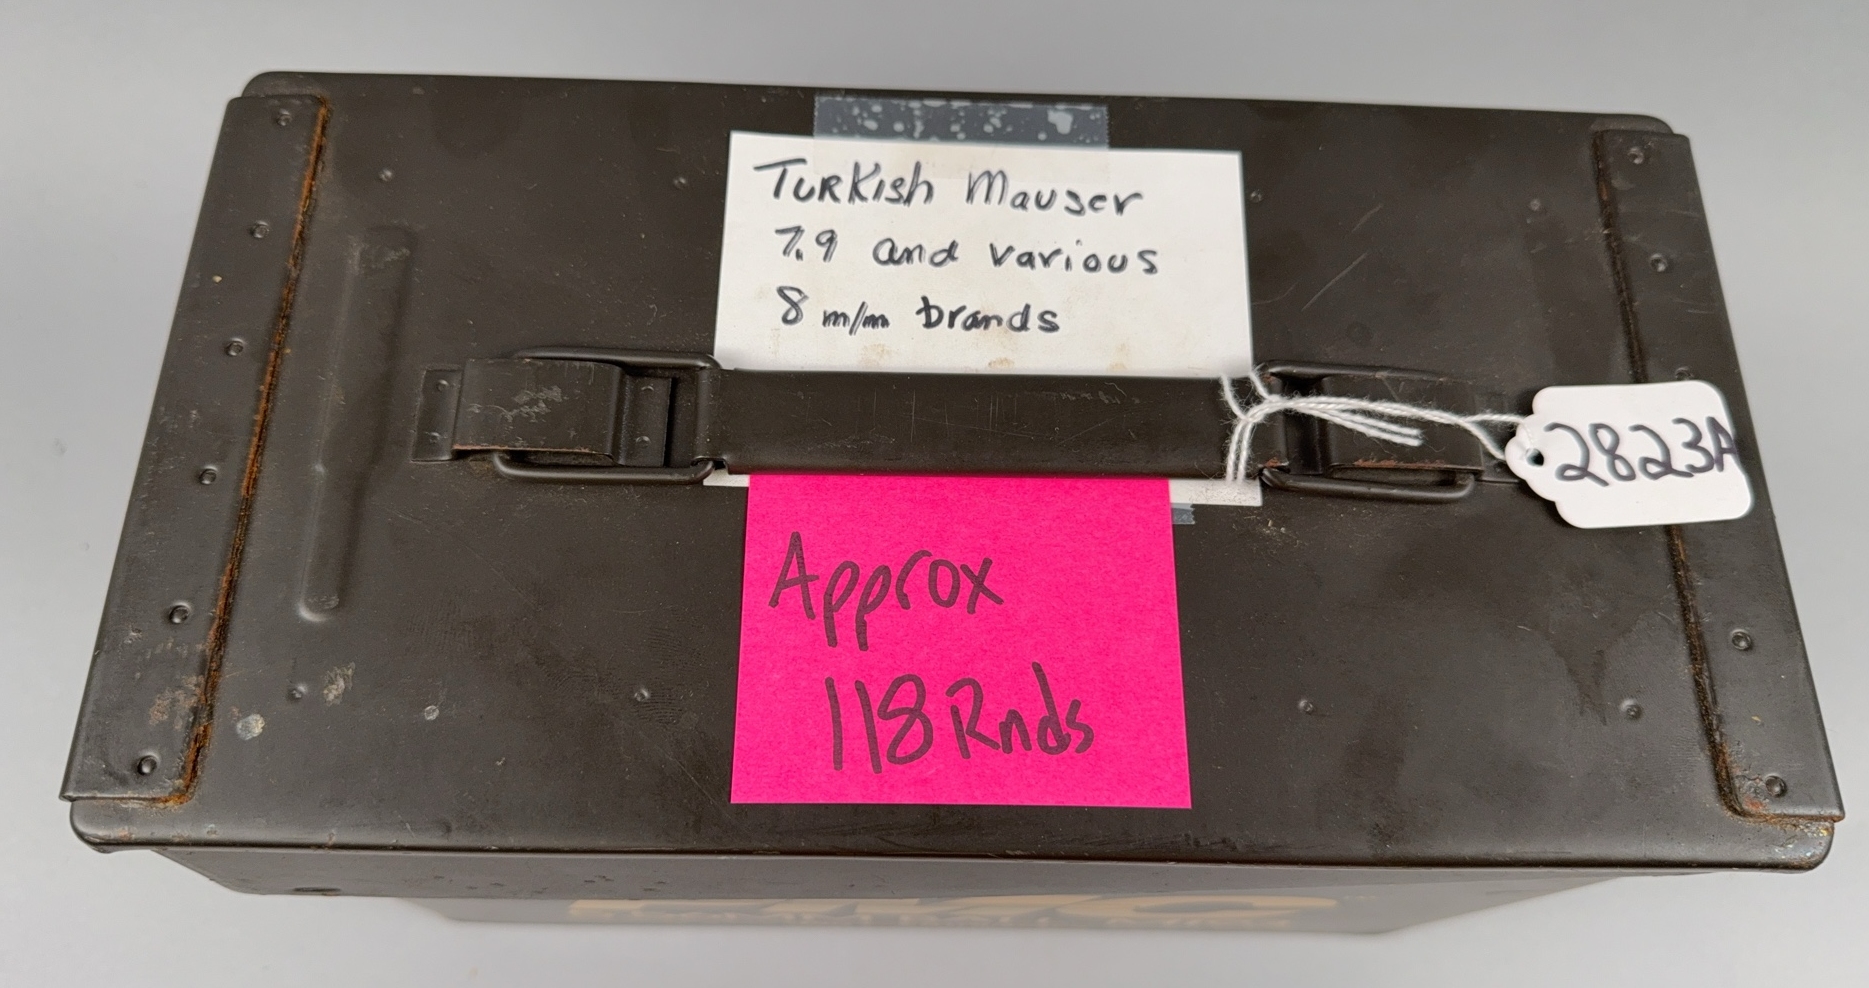 Turkish Mauser
7.9 and various
8 m/m brands
2823A
Approx
118 Rnds